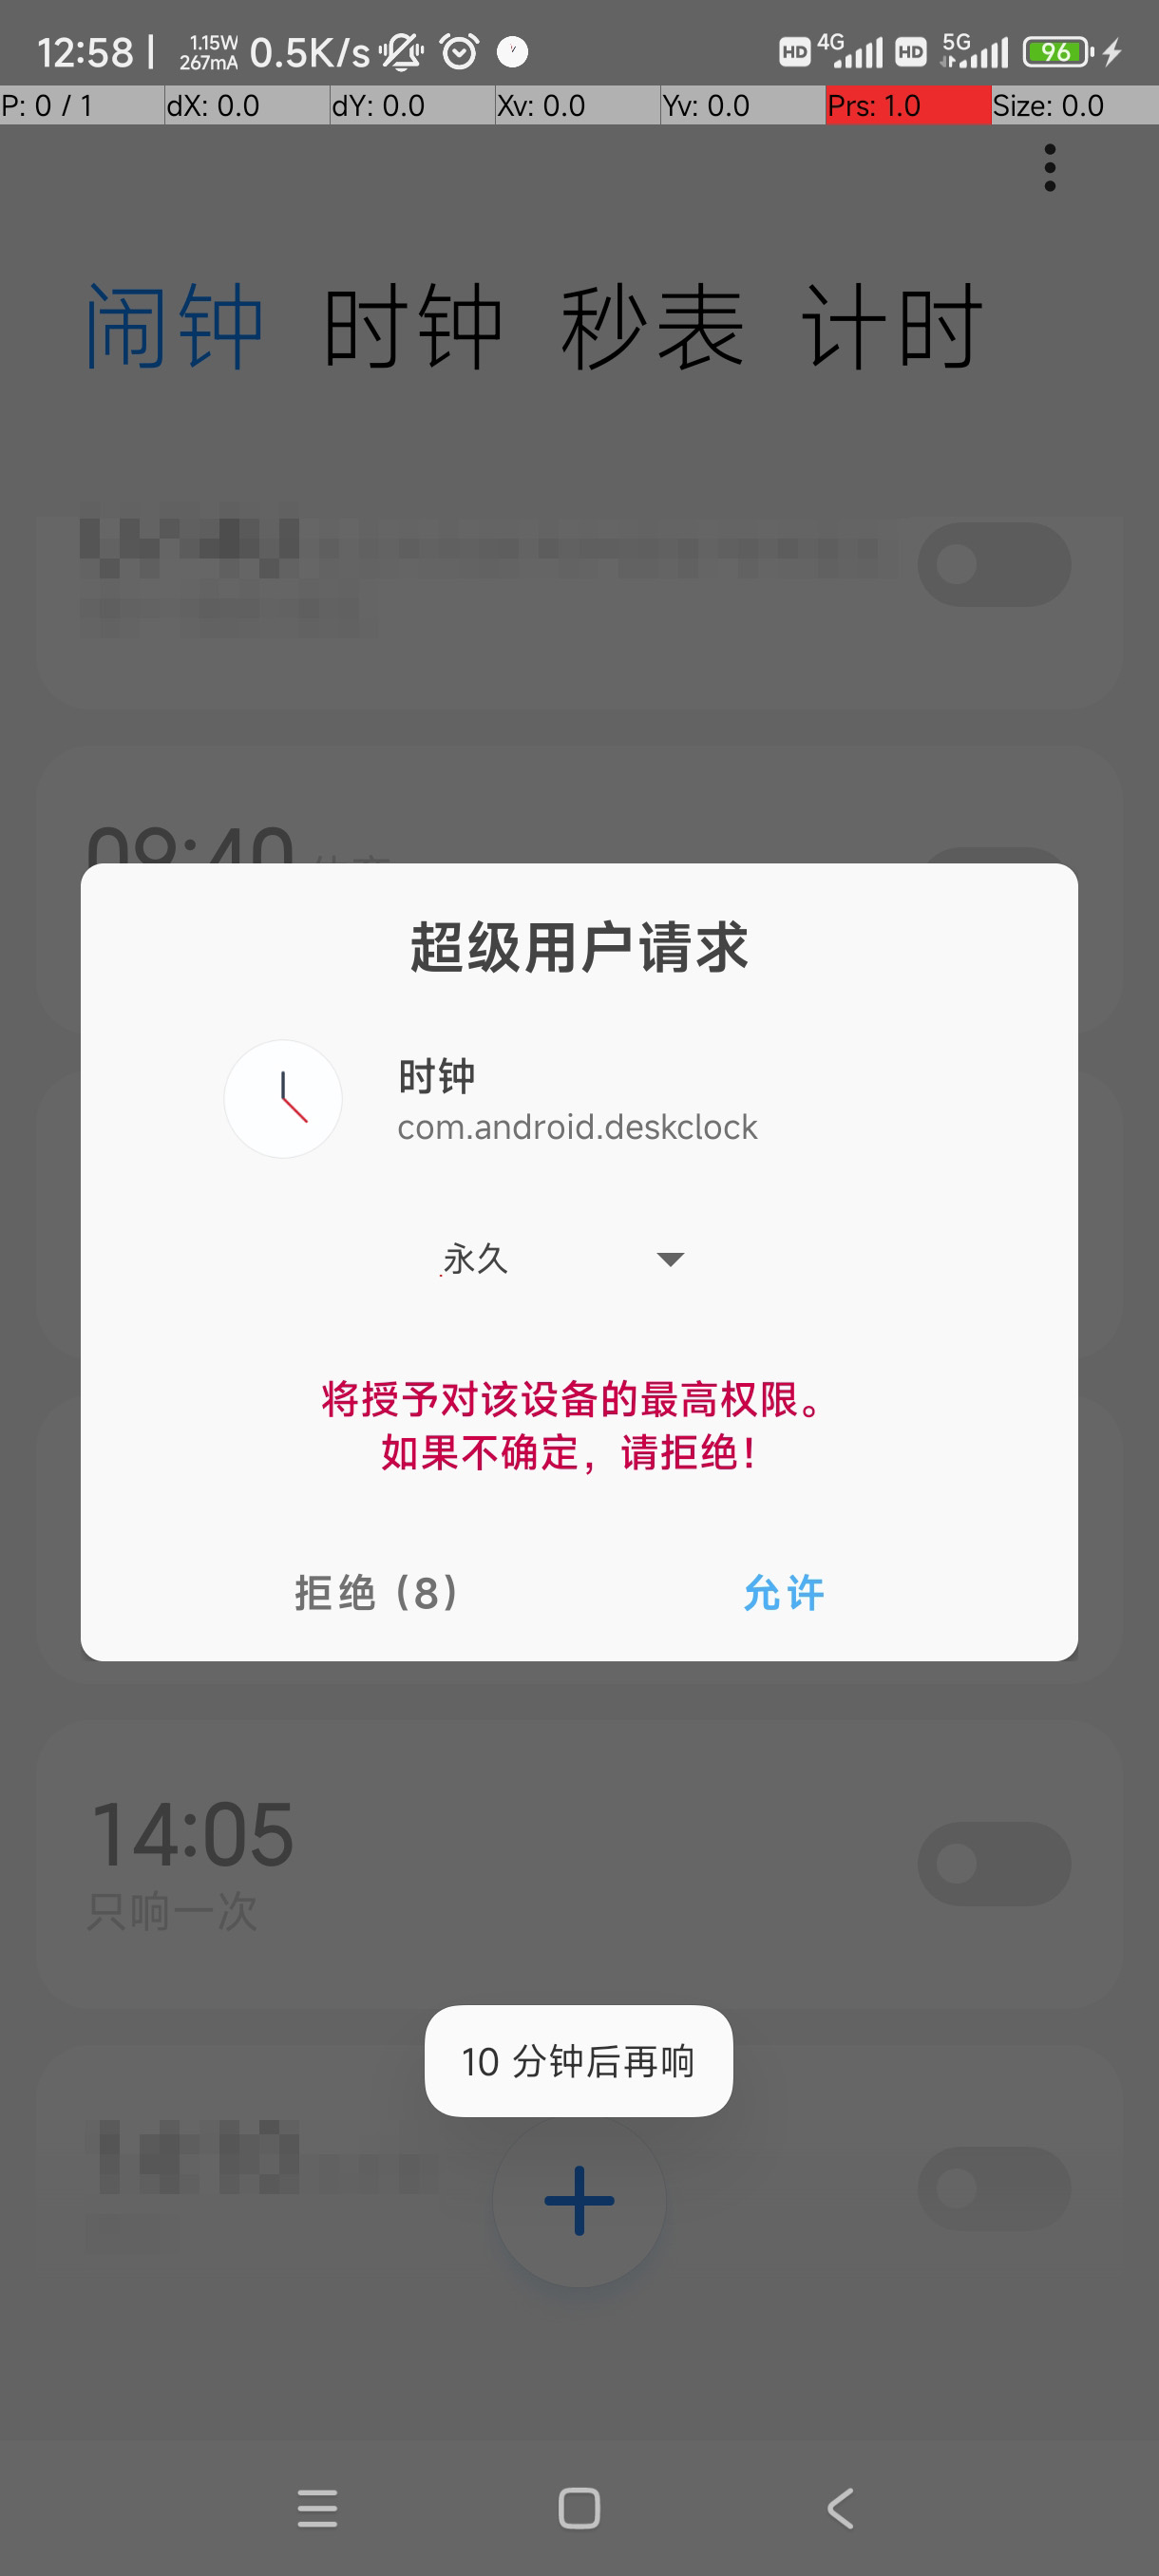 12:58 | 1.15W 267mA 0.5K/s HD 4G HD 5G 96
P: 0 / 1 dX: 0.0 dY: 0.0 Xv: 0.0 Yv: 0.0 Prs: 1.0 Size: 0.0
闹钟 时钟 秒表 计时
09:40
超级用户请求
时钟
com.android.deskclock
永久
将授予对该设备的最高权限。
如果不确定，请拒绝！
拒绝 (8) 允许
14:05
只响一次
10 分钟后再响